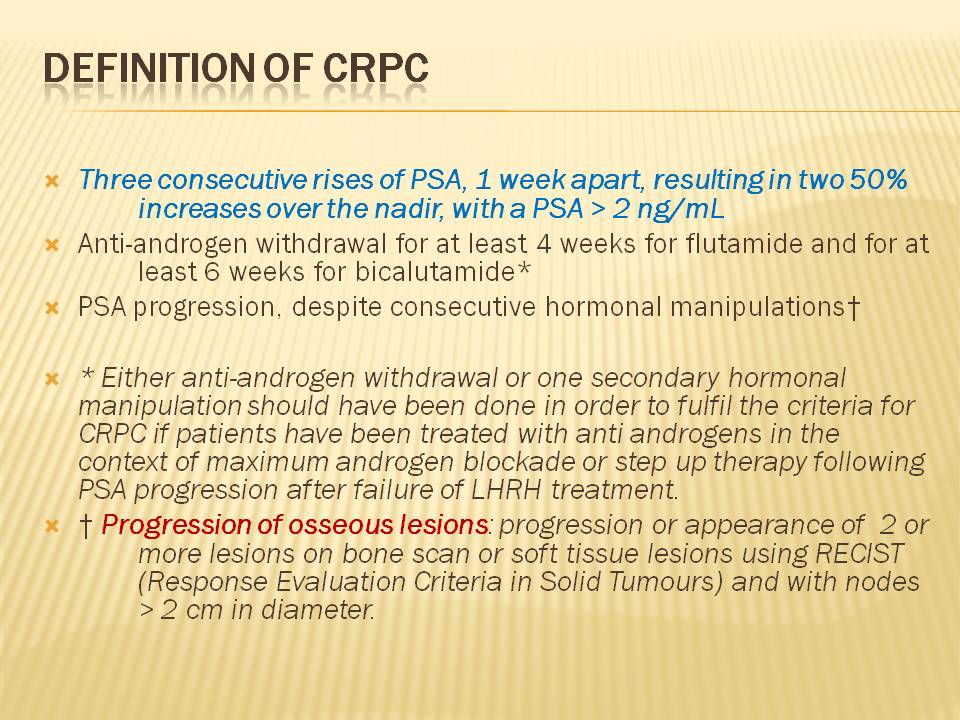 DEFINITION OF CRPC
Three consecutive rises of PSA, 1 week apart, resulting in two 50%
increases over the nadir, with a PSA > 2 ng/mL
Anti-androgen withdrawal for at least 4 weeks for flutamide and for at
least 6 weeks for bicalutamide*
PSA progression, despite consecutive hormonal manipulations†
* Either anti-androgen withdrawal or one secondary hormonal
manipulation should have been done in order to fulfil the criteria for
CRPC if patients have been treated with anti androgens in the
context of maximum androgen blockade or step up therapy following
PSA progression after failure of LHRH treatment.
† Progression of osseous lesions: progression or appearance of 2 or
more lesions on bone scan or soft tissue lesions using RECIST
(Response Evaluation Criteria in Solid Tumours) and with nodes
> 2 cm in diameter.